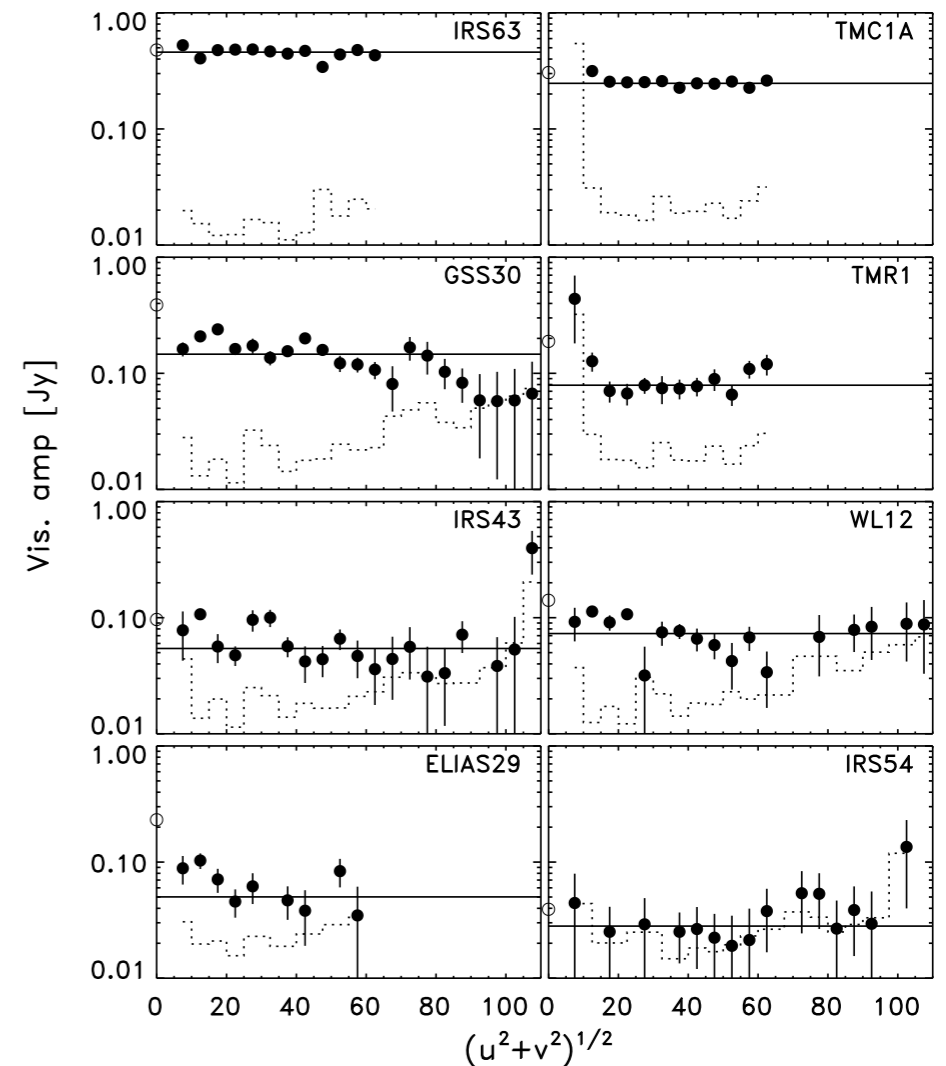 1.00
IRS63
TMC1A
0.10
0.01
1.00
GSS30
TMR1
0.10
0.01
Vis. amp [Jy]
1.00
IRS43
WL12
0.10
0.01
1.00
ELIAS29
IRS54
0.10
0.01
0 20 40 60 80 100 0 20 40 60 80 100
(u²+v²)^1/2